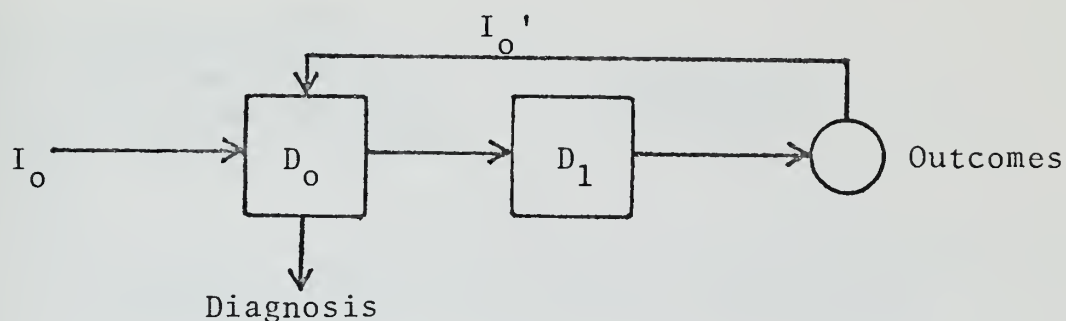 I_o'
I_o
D_o
D_1
Outcomes
Diagnosis